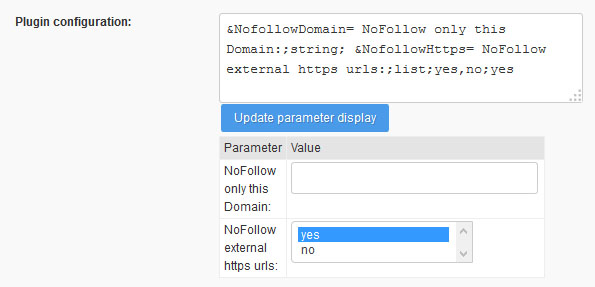 Plugin configuration:
&NofollowDomain= NoFollow only this
Domain:;string; &NofollowHttps= NoFollow
external https urls:;list;yes,no;yes
Update parameter display
Parameter Value
NoFollow
only this
Domain:
NoFollow
external
https urls:
yes
no